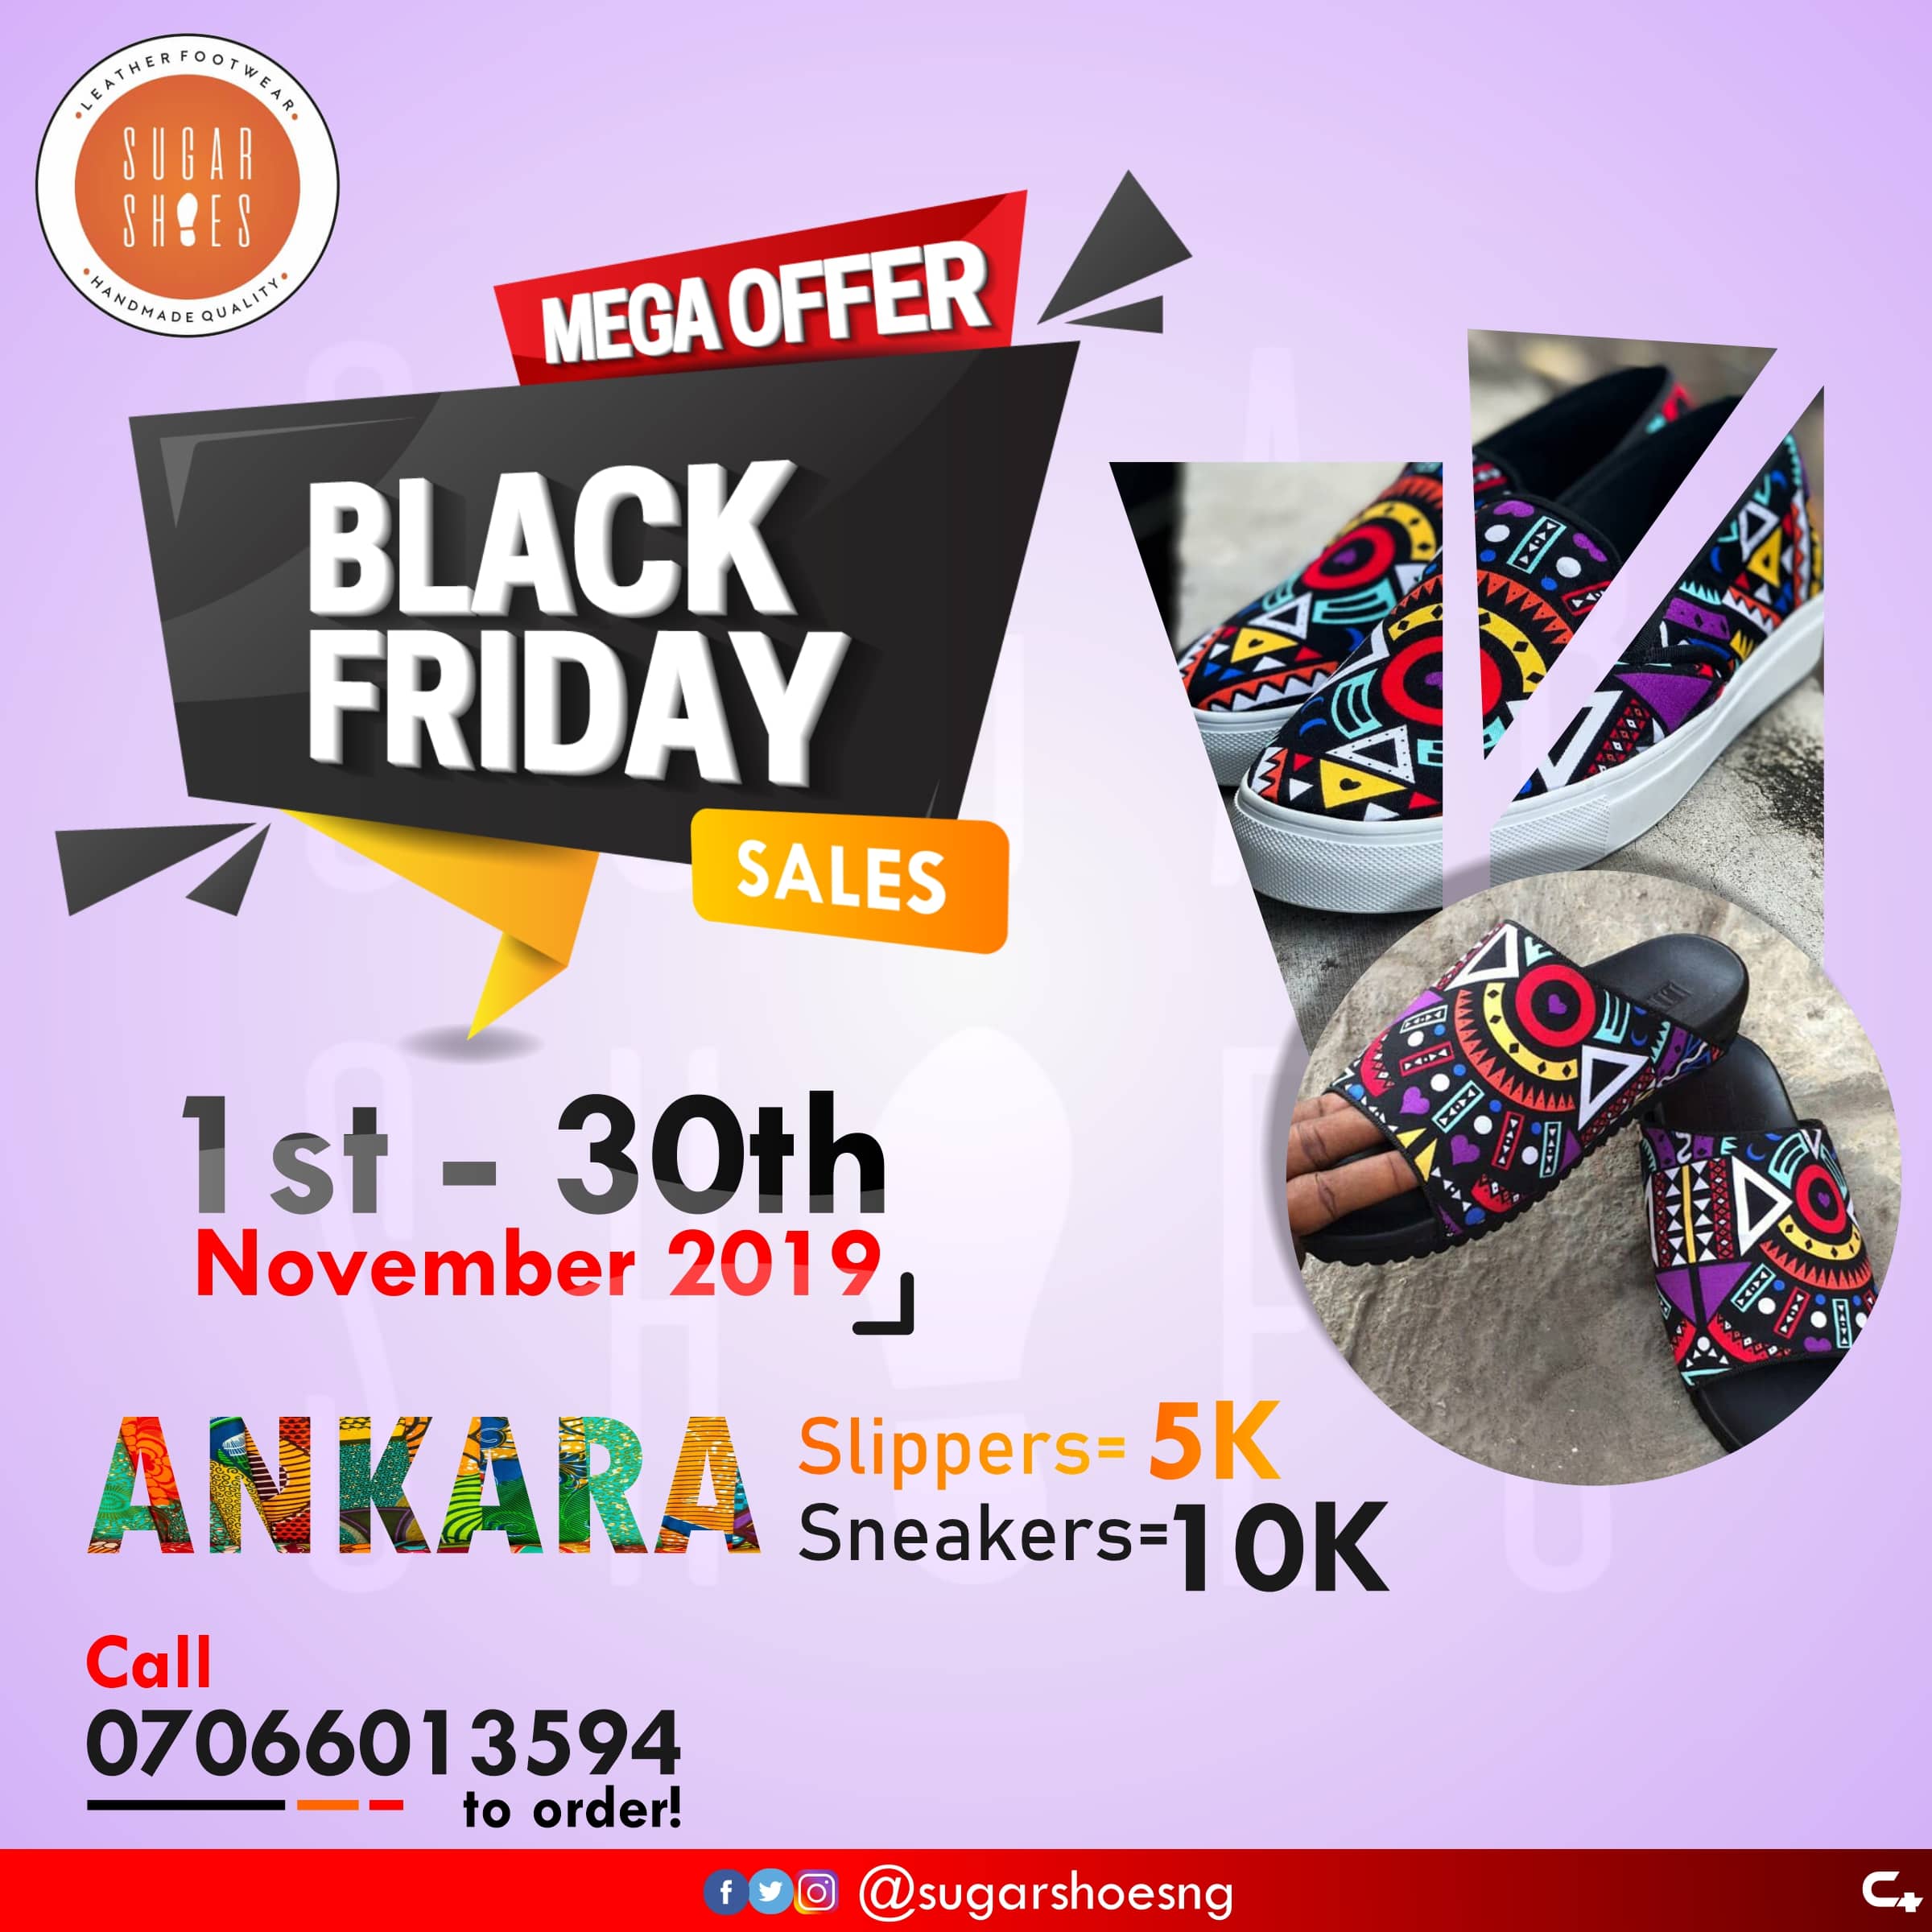 LEATHER FOOTWEAR
SUGAR
SHOES
HANDMADE QUALITY
MEGA OFFER
BLACK
FRIDAY
SALES
1st - 30th
November 2019
ANKARA
Slippers= 5K
Sneakers=10K
Call
07066013594
to order!
@sugarshoesng
C+